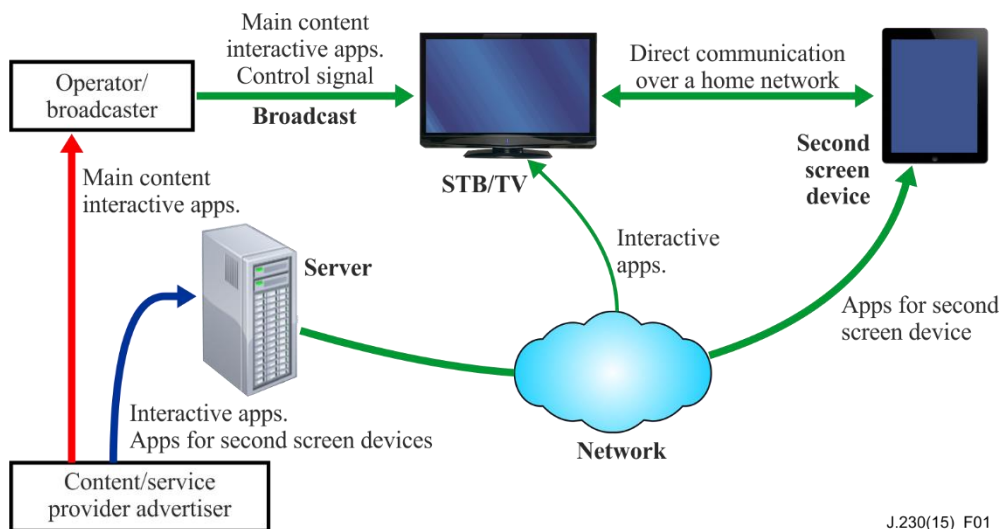 Main content
interactive apps.
Control signal
Broadcast
Operator/
broadcaster
Direct communication
over a home network
STB/TV
Second
screen
device
Main content
interactive apps.
Server
Interactive
apps.
Apps for second
screen device
Interactive apps.
Apps for second screen devices
Network
Content/service
provider advertiser
J.230(15)_F01